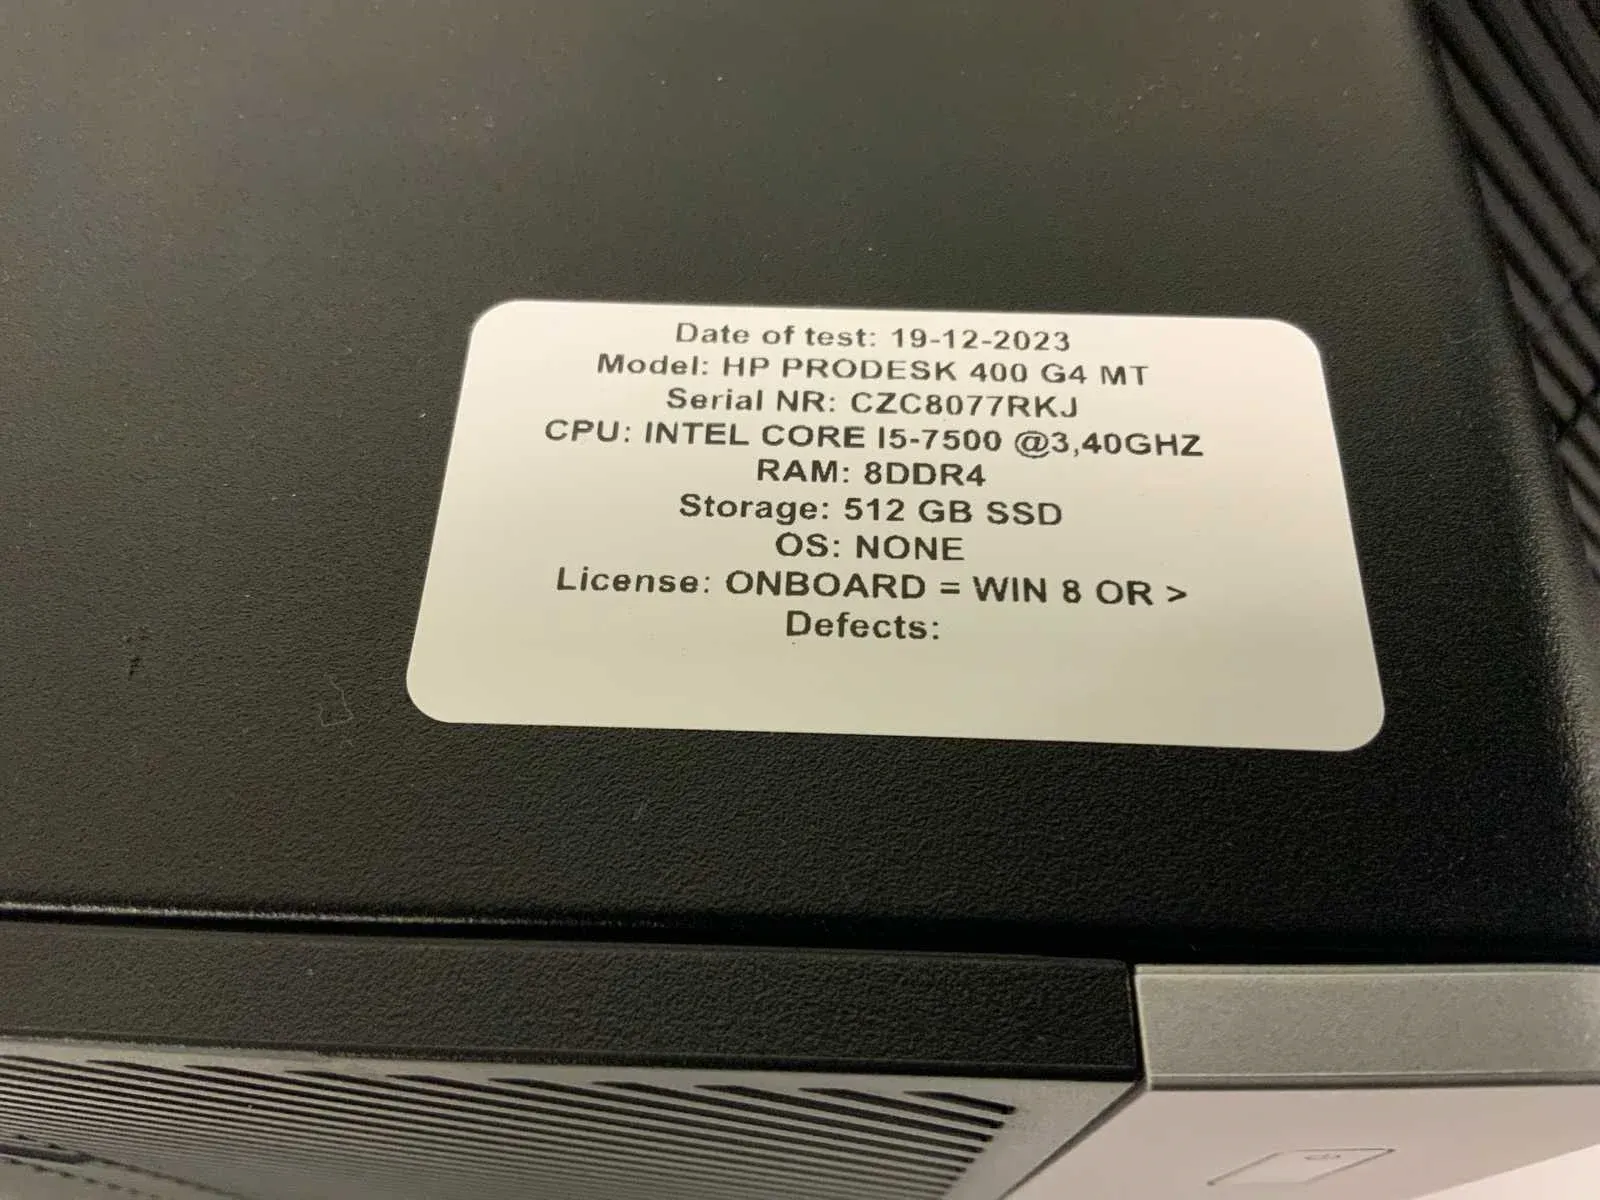 Date of test: 19-12-2023
Model: HP PRODESK 400 G4 MT
Serial NR: CZC8077RKJ
CPU: INTEL CORE I5-7500 @3,40GHZ
RAM: 8DDR4
Storage: 512 GB SSD
OS: NONE
License: ONBOARD = WIN 8 OR >
Defects: